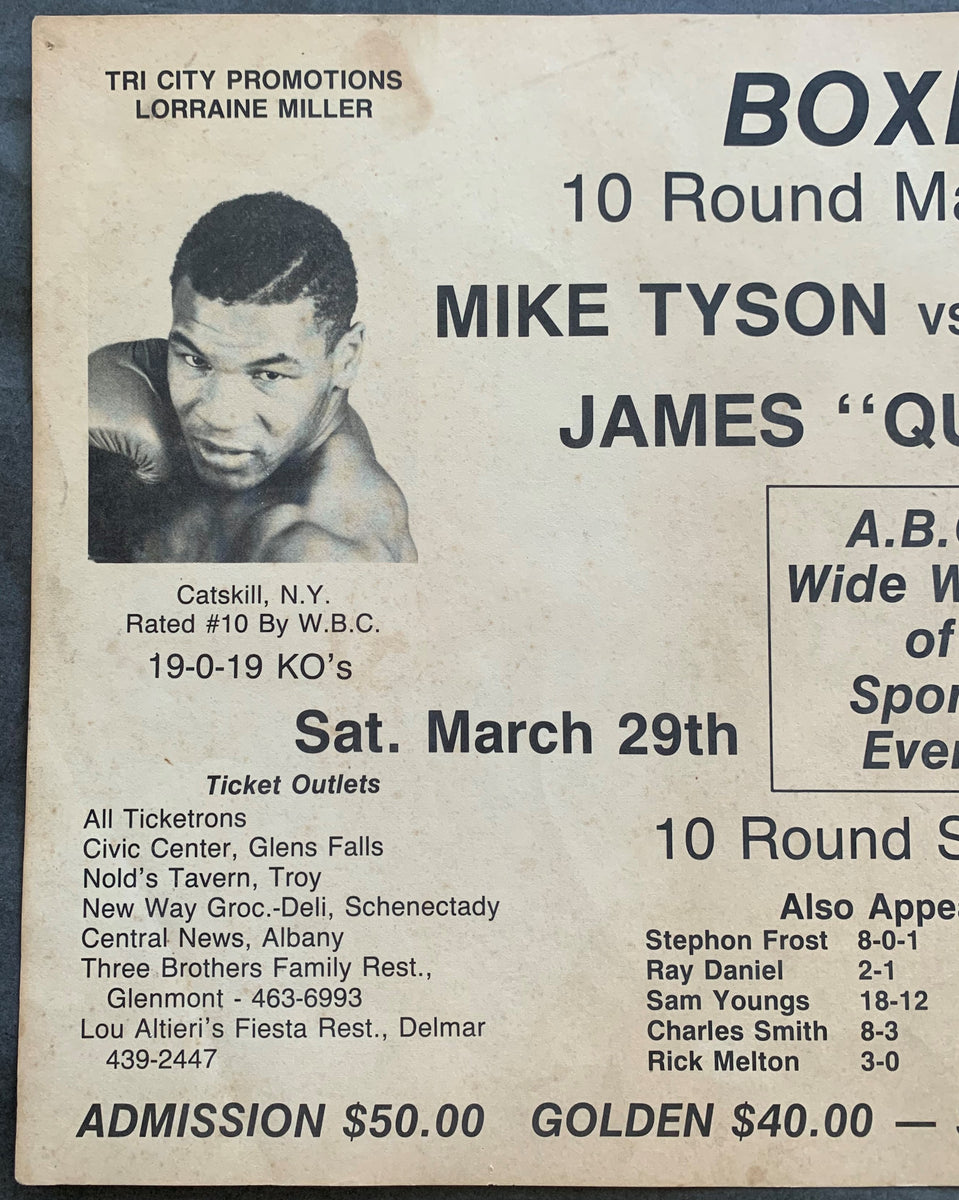 TRI CITY PROMOTIONS
LORRAINE MILLER
BOX
10 Round Ma
MIKE TYSON vs
JAMES “QU
Catskill, N.Y.
Rated #10 By W.B.C.
19-0-19 KO's
A.B.
Wide W
of
Spor
Even
Sat. March 29th
Ticket Outlets
All Ticketrons
Civic Center, Glens Falls
Nold's Tavern, Troy
New Way Groc.-Deli, Schenectady
Central News, Albany
Three Brothers Family Rest.,
Glenmont - 463-6993
Lou Altieri's Fiesta Rest., Delmar
439-2447
10 Round S
Also Appea
Stephon Frost 8-0-1
Ray Daniel 2-1
Sam Youngs 18-12
Charles Smith 8-3
Rick Melton 3-0
ADMISSION $50.00 GOLDEN $40.00 —